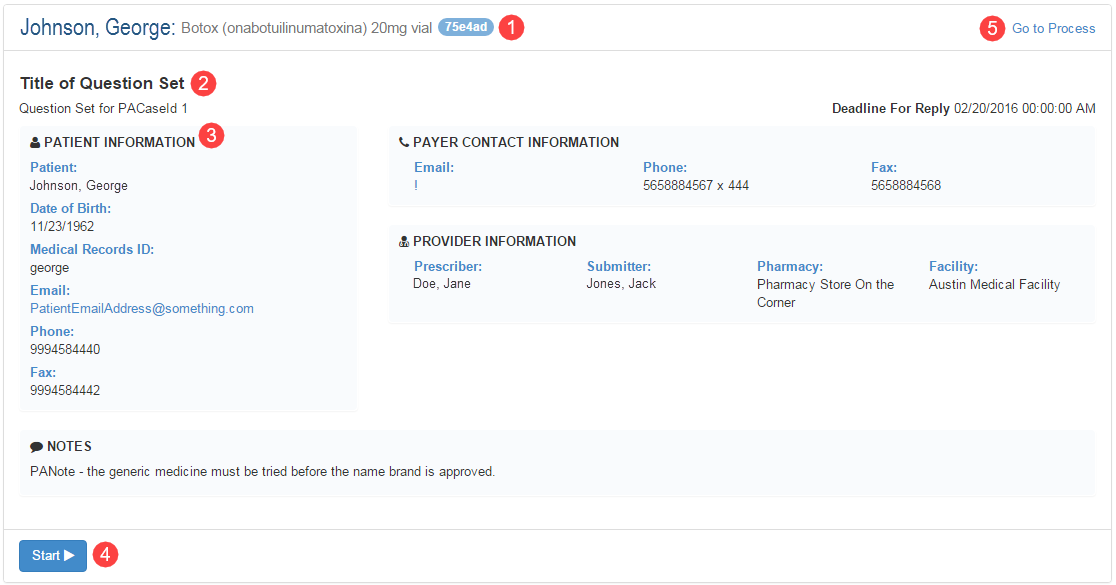 Johnson, George: Botox (onabotuilinumatoxina) 20mg vial 75e4ad 1 5 Go to Process
Title of Question Set 2
Question Set for PACaseId 1
Deadline For Reply 02/20/2016 00:00:00 AM
PATIENT INFORMATION 3
Patient:
Johnson, George
Date of Birth:
11/23/1962
Medical Records ID:
george
Email:
PatientEmailAddress@something.com
Phone:
9994584440
Fax:
9994584442
PAYER CONTACT INFORMATION
Email: Phone: Fax:
! 5658884567 x 444 5658884568
PROVIDER INFORMATION
Prescriber: Submitter: Pharmacy: Facility:
Doe, Jane Jones, Jack Pharmacy Store On the Austin Medical Facility
Corner
NOTES
PANote - the generic medicine must be tried before the name brand is approved.
Start 4